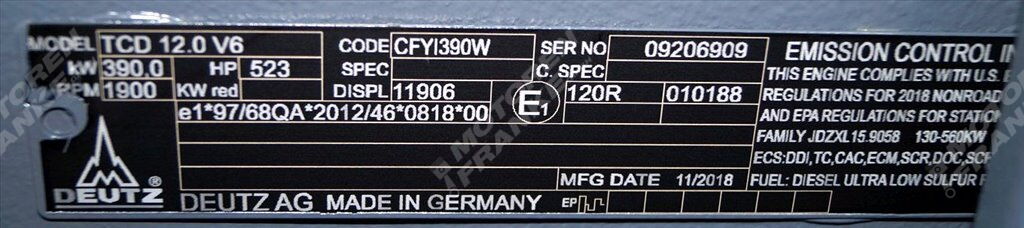 MODEL TCD 12.0 V6 CODE CFYI390W SER NO 09206909
KW 390.0 HP 523 SPEC C. SPEC
RPM 1900 KW red DISPL 11906 E1 120R 010188
e1*97/68QA*2012/46*0818*00
MFG DATE 11/2018
DEUTZ
DEUTZ AG MADE IN GERMANY EP
EMISSION CONTROL
THIS ENGINE COMPLIES WITH U.S.
REGULATIONS FOR 2018 NONROAD
AND EPA REGULATIONS FOR
FAMILY JDZXL15.9058 130-560KW
ECS:DDI,TC,CAC,ECM,SCR,DOC,
FUEL: DIESEL ULTRA LOW SULFUR
MOTOREN
FRANKEN